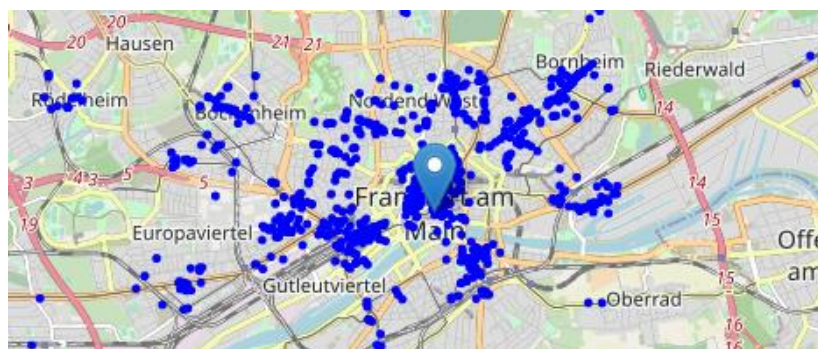 20
21
21
20
Hausen
Bornheim
Riederwald
Rödelheim
Bockenheim
Nordend-West
14
3
4
3
5
5
14
Frankfurt am
Main
15
19
Europaviertel
Offe
am
Gutleutviertel
15
Oberrad
16
16